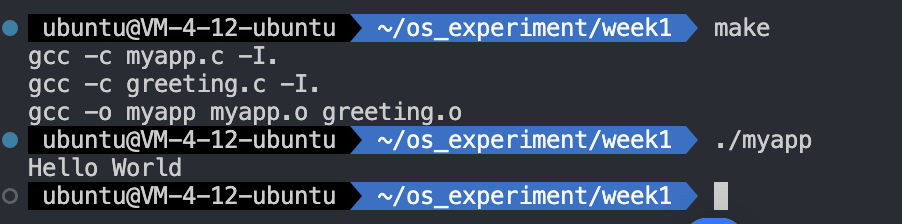 ubuntu@VM-4-12-ubuntu ~/os_experiment/week1 make
gcc -c myapp.c -I.
gcc -c greeting.c -I.
gcc -o myapp myapp.o greeting.o
ubuntu@VM-4-12-ubuntu ~/os_experiment/week1 ./myapp
Hello World
ubuntu@VM-4-12-ubuntu ~/os_experiment/week1